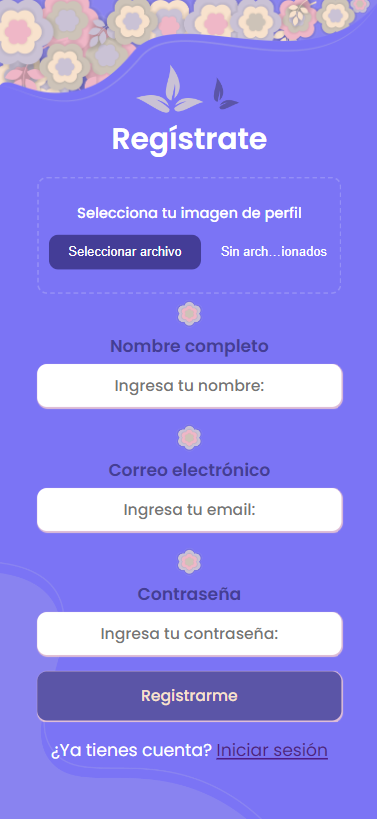 Regístrate
Selecciona tu imagen de perfil
Seleccionar archivo Sin arch...ionados
Nombre completo
Ingresa tu nombre:
Correo electrónico
Ingresa tu email:
Contraseña
Ingresa tu contraseña:
Registrarme
¿Ya tienes cuenta? Iniciar sesión